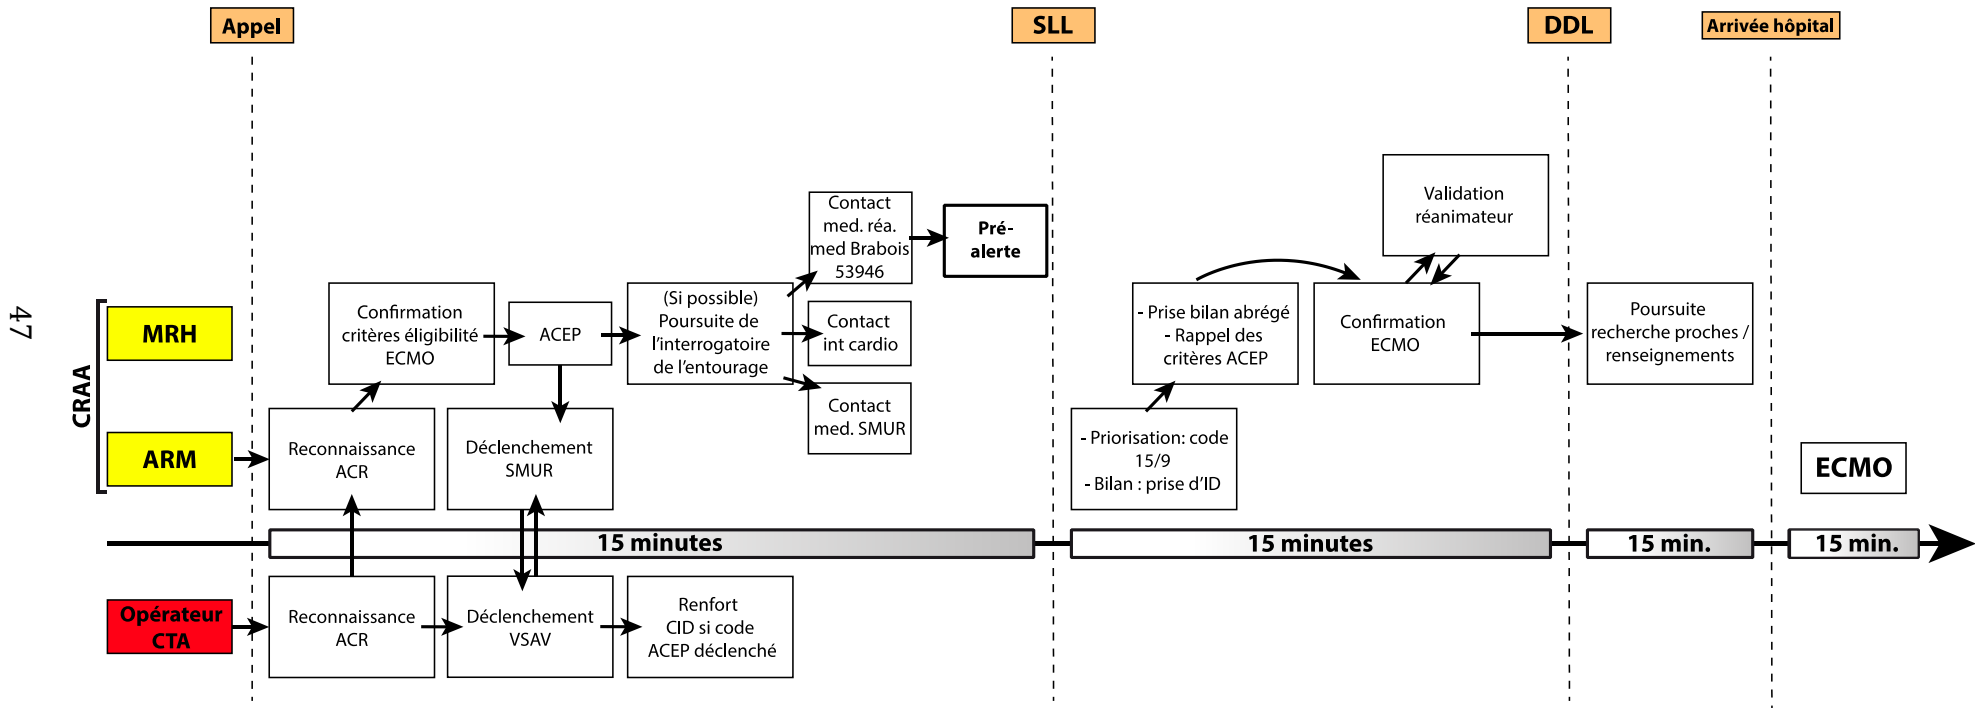 Appel
SLL
DDL
Arrivée hôpital
47
CRAA
MRH
ARM
Confirmation
critères éligibilité
ECMO
ACEP
(Si possible)
Poursuite de
l'interrogatoire
de l'entourage
Contact
med. réa.
med Brabois
53946
Pré-
alerte
Contact
int cardio
Contact
med. SMUR
Reconnaissance
ACR
Déclenchement
SMUR
- Prise bilan abrégé
- Rappel des
critères ACEP
- Priorisation: code
15/9
- Bilan : prise d'ID
Validation
réanimateur
Confirmation
ECMO
Poursuite
recherche proches /
renseignements
ECMO
15 minutes
15 minutes
15 min.
15 min.
Opérateur
CTA
Reconnaissance
ACR
Déclenchement
VSAV
Renfort
CID si code
ACEP déclenché